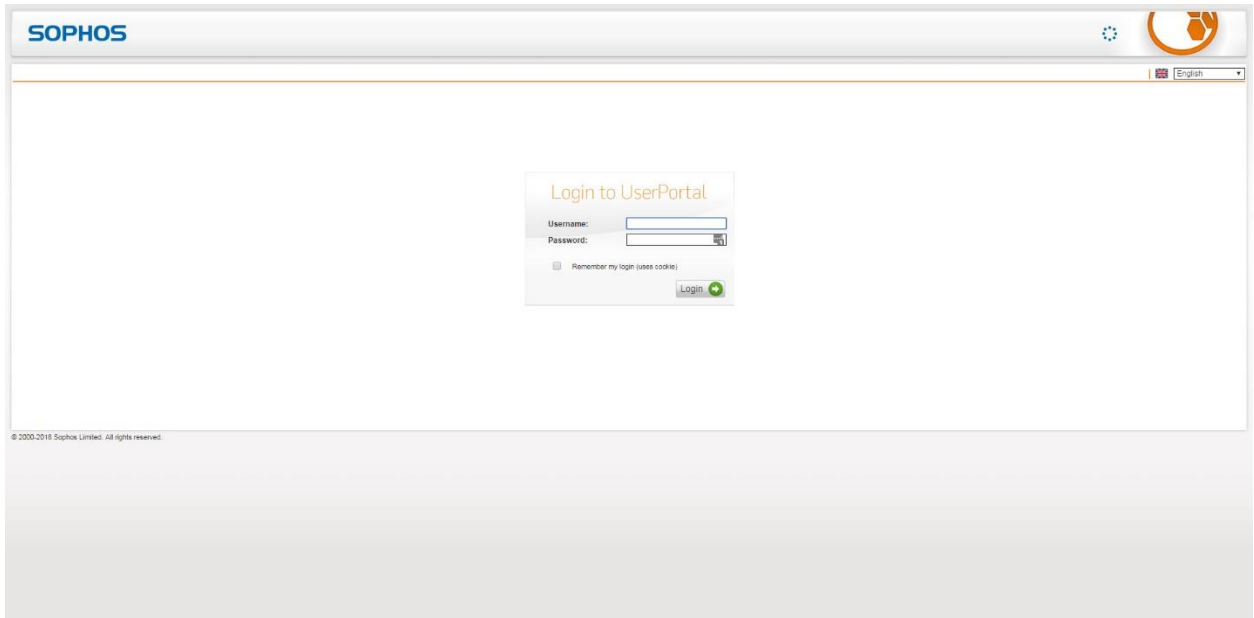 SOPHOS
English
Login to UserPortal
Username:
Password:
Remember my login (uses cookie)
Login
© 2000-2016 Sophos Limited. All rights reserved.